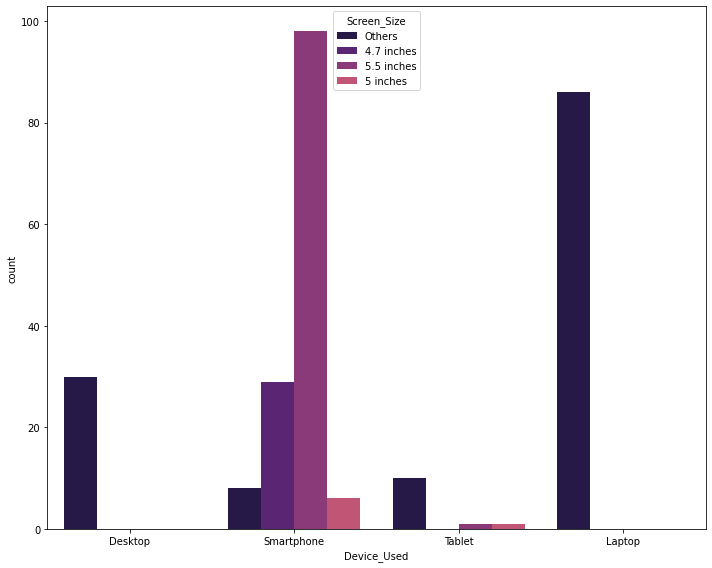 Screen_Size
Others
4.7 inches
5.5 inches
5 inches
100
80
60
40
20
0
count
Desktop
Smartphone
Tablet
Laptop
Device_Used